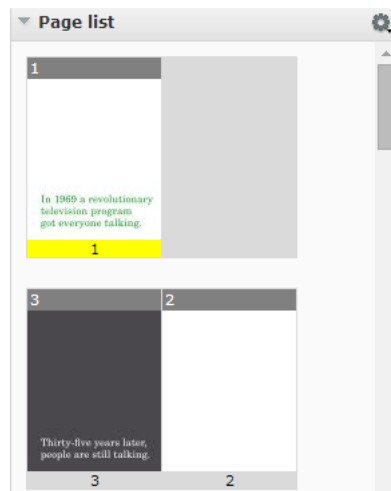 Page list
1
In 1969 a revolutionary
television program
got everyone talking.
1
3 2
Thirty-five years later,
people are still talking.
3 2